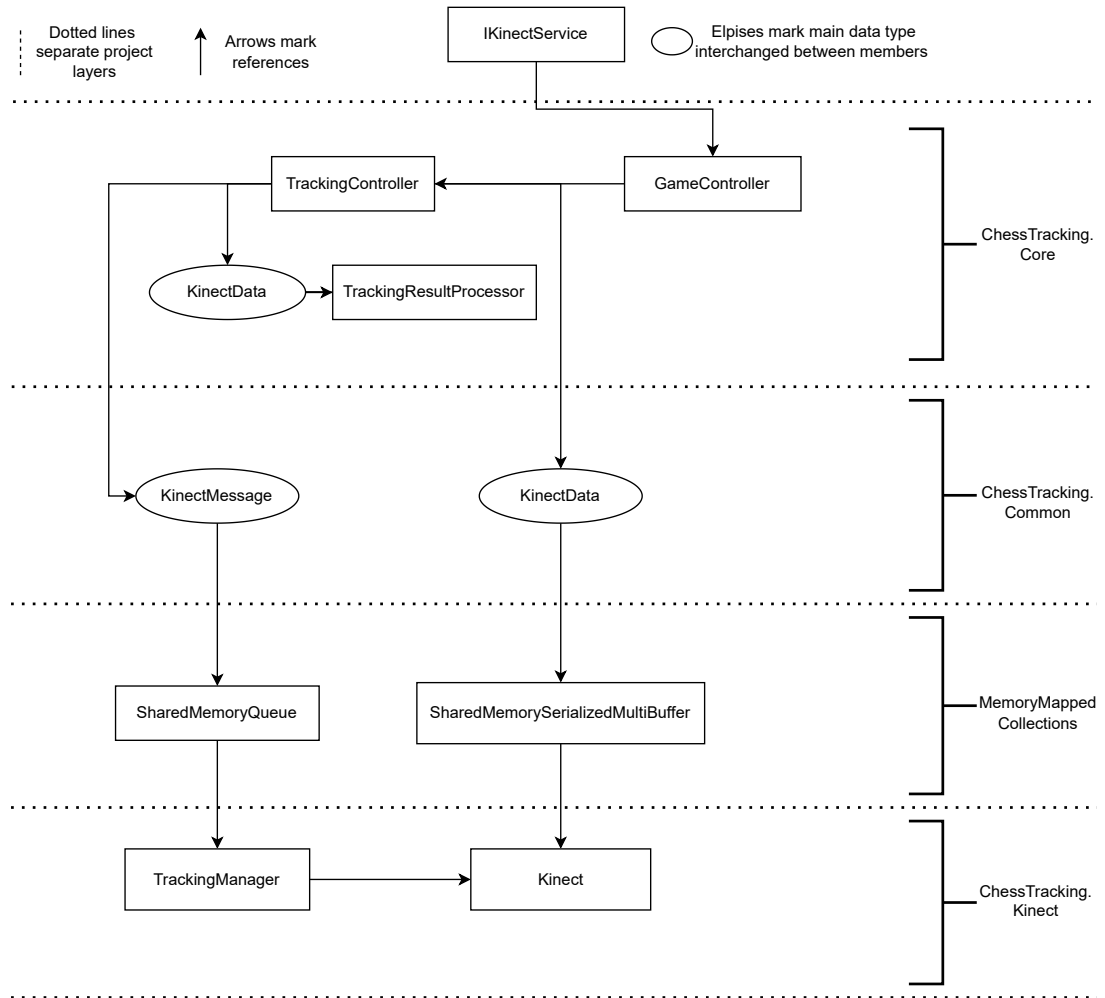 Dotted lines
separate project
layers
Arrows mark
references
IKinectService
Elpises mark main data type
interchanged between members
TrackingController
GameController
ChessTracking.
Core
KinectData
TrackingResultProcessor
KinectMessage
KinectData
ChessTracking.
Common
SharedMemoryQueue
SharedMemorySerializedMultiBuffer
MemoryMapped
Collections
TrackingManager
Kinect
ChessTracking.
Kinect